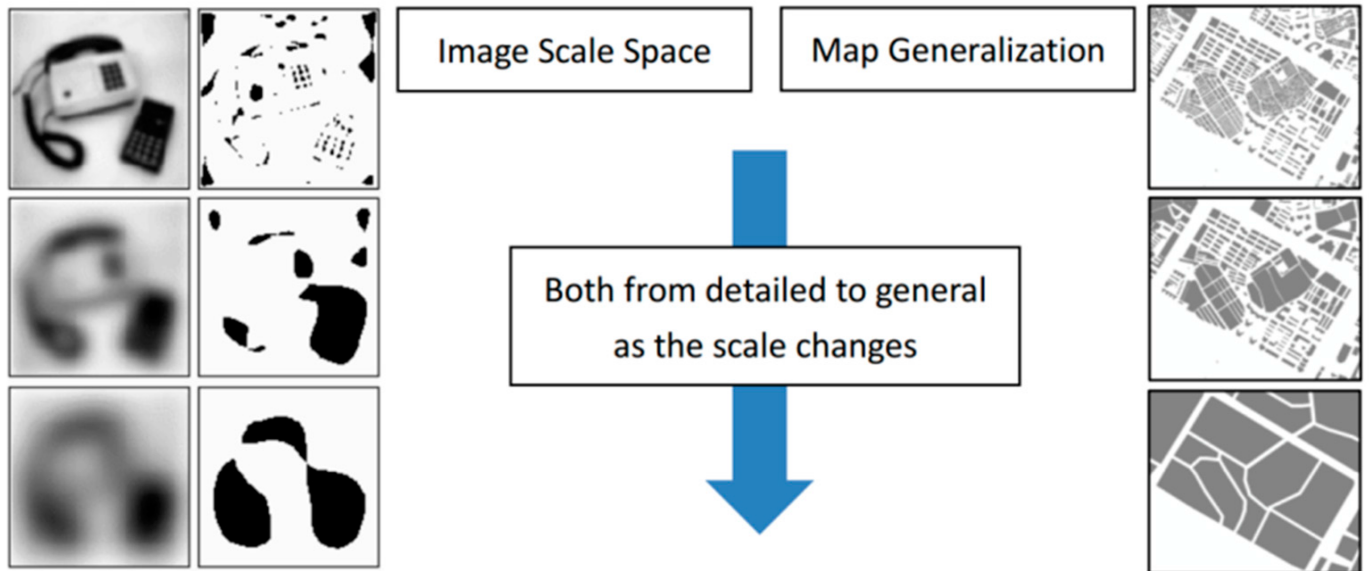 Image Scale Space
Map Generalization
Both from detailed to general
as the scale changes